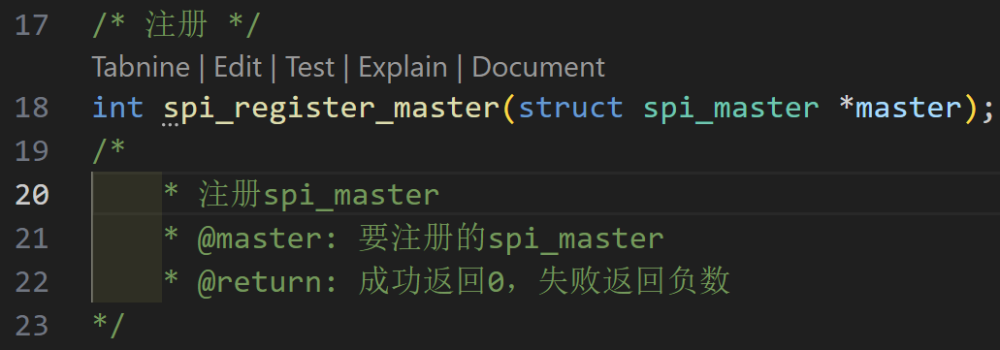 17 /* 注册 */
Tabnine | Edit | Test | Explain | Document
18 int spi_register_master(struct spi_master *master);
19 /*
20 * 注册spi_master
21 * @master: 要注册的spi_master
22 * @return: 成功返回0，失败返回负数
23 */